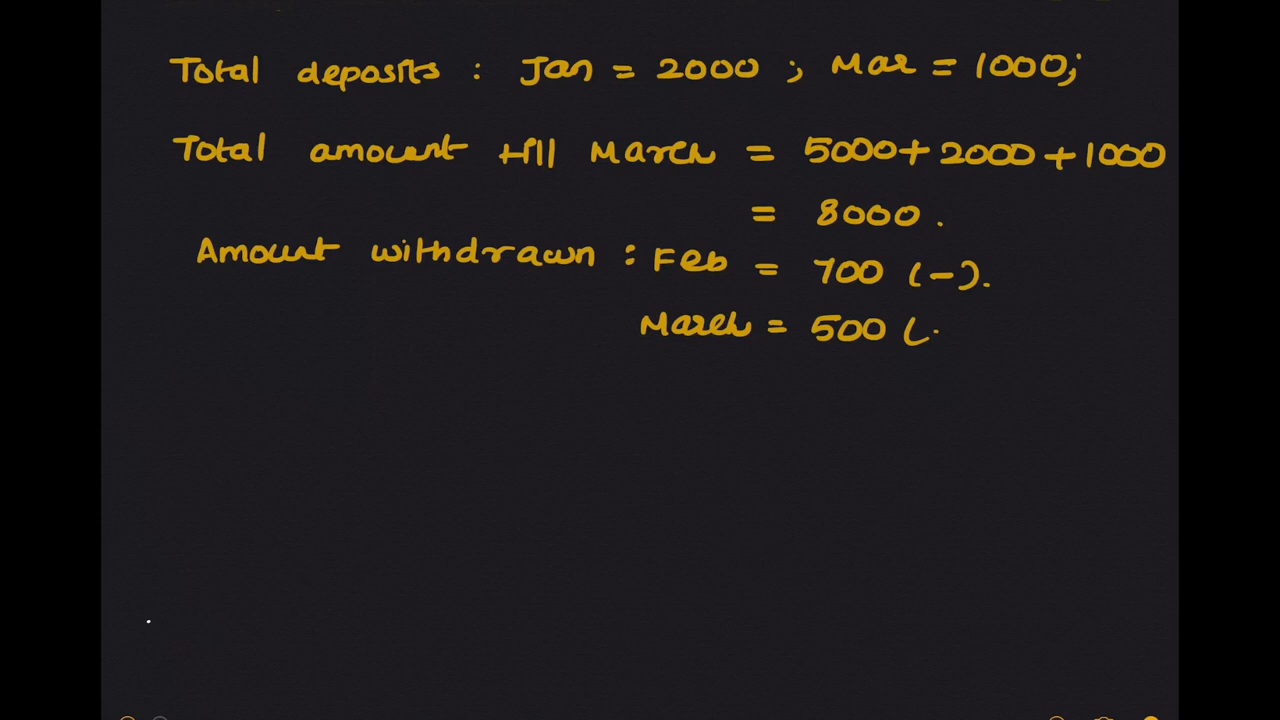 Total deposits : Jan = 2000 ; Mar = 1000;
Total amount till March = 5000 + 2000 + 1000
= 8000 .
Amount withdrawn : Feb = 700 (-).
March = 500 (-